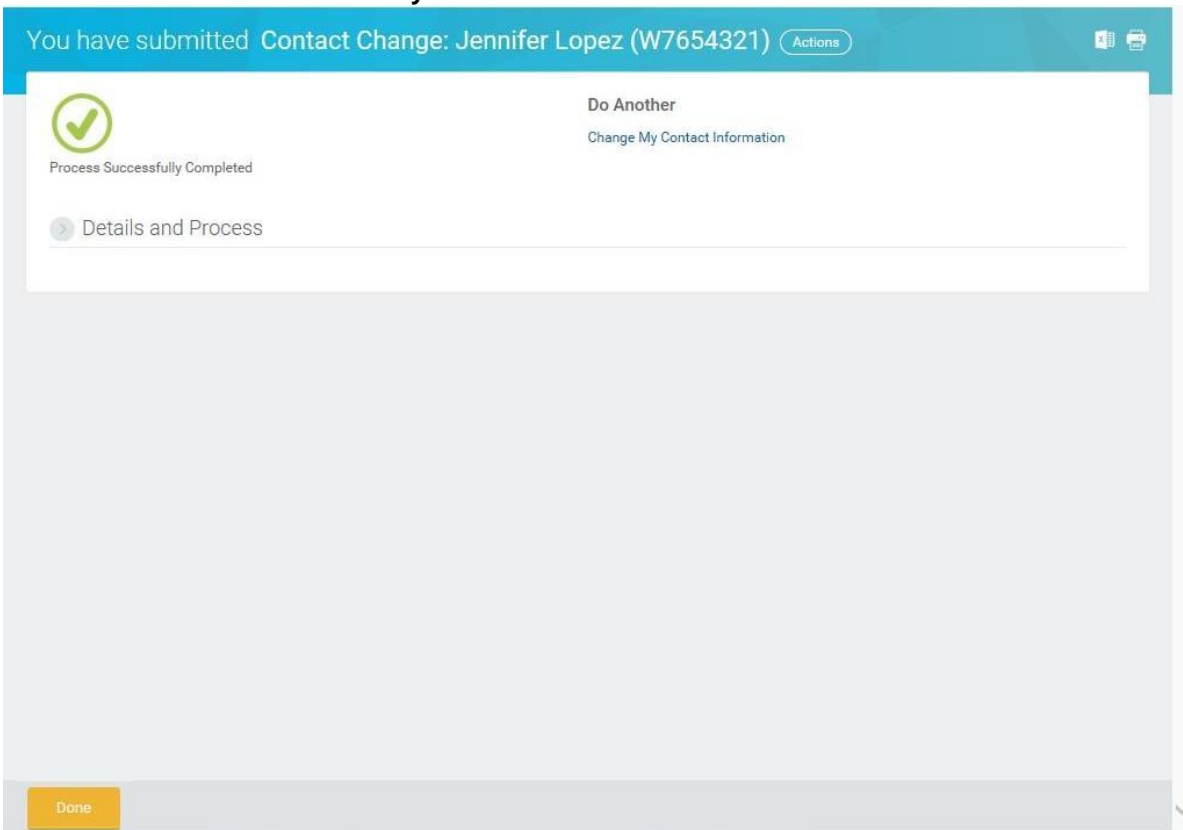 You have submitted Contact Change: Jennifer Lopez (W7654321) Actions
Do Another
Change My Contact Information
Process Successfully Completed
Details and Process
Done